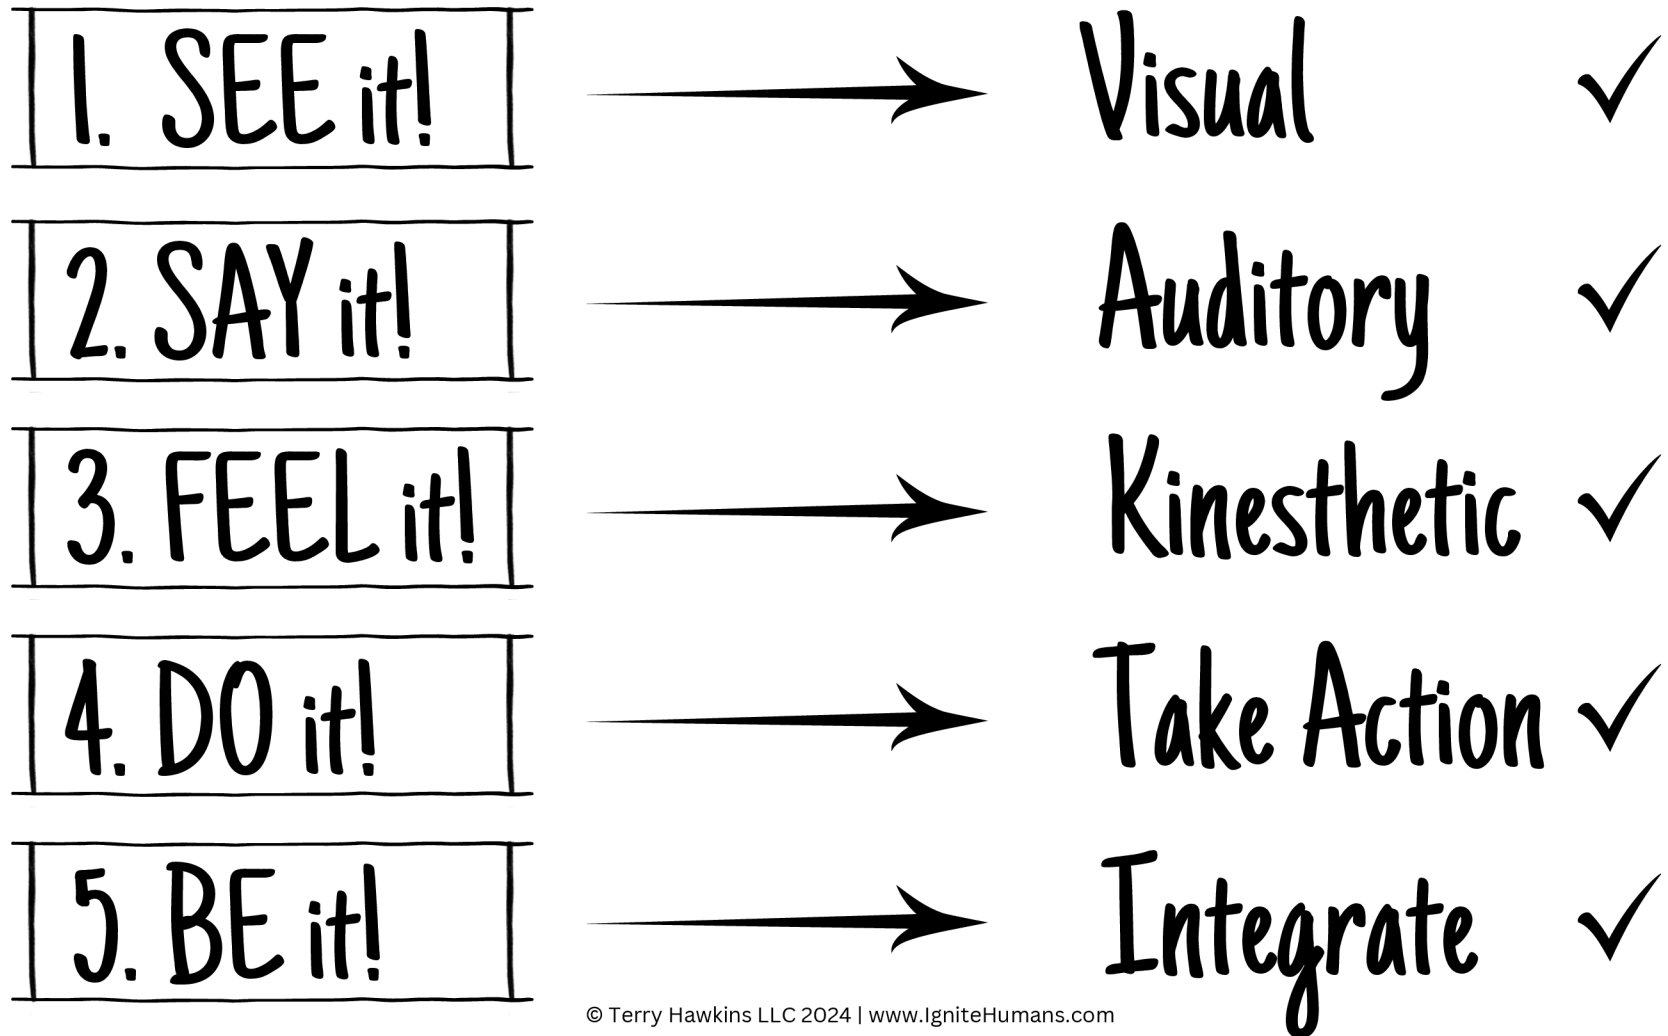 1. SEE it! Visual
2. SAY it! Auditory
3. FEEL it! Kinesthetic
4. DO it! Take Action
5. BE it! Integrate
© Terry Hawkins LLC 2024 | www.IgniteHumans.com